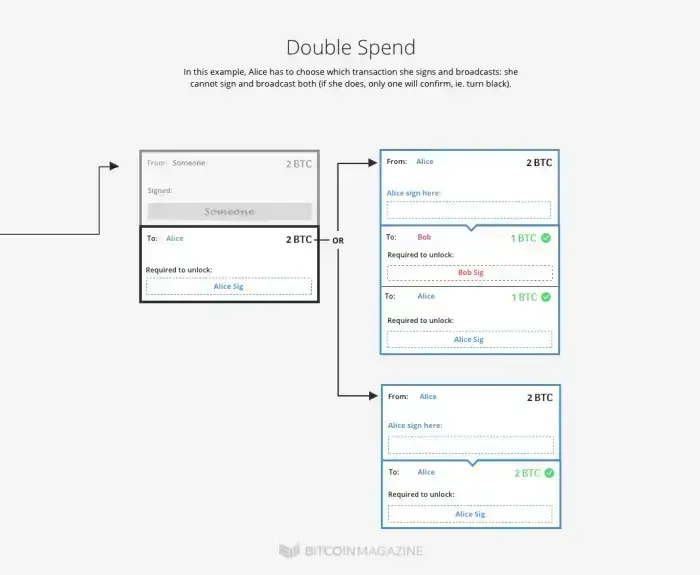 Double Spend
In this example, Alice has to choose which transaction she signs and broadcasts: she
cannot sign and broadcast both (if she does, only one will confirm, ie. turn black).
From: Someone 2 BTC
Signed:
Someone
To: Alice 2 BTC
Required to unlock:
Alice Sig
OR
From: Alice 2 BTC
Alice sign here:
To: Bob 1 BTC
Required to unlock:
Bob Sig
To: Alice 1 BTC
Required to unlock:
Alice Sig
From: Alice 2 BTC
Alice sign here:
To: Alice 2 BTC
Required to unlock:
Alice Sig
BITCOINMAGAZINE